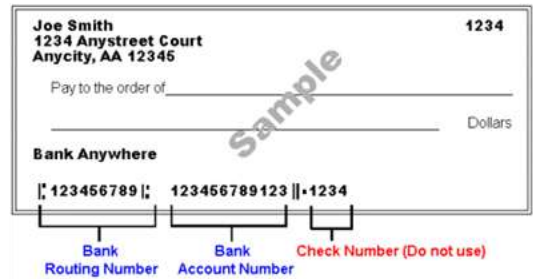 Joe Smith 1234
1234 Anystreet Court
Anycity, AA 12345
Sample
Pay to the order of
Dollars
Bank Anywhere
⑆123456789⑆ 123456789123⑈1234
Bank Routing Number
Bank Account Number
Check Number (Do not use)